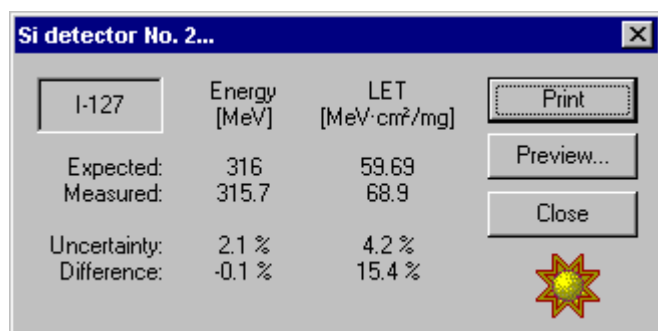 Si detector No. 2...
I-127 Energy LET Print
[MeV] [MeV·cm²/mg]
Expected: 316 59.69 Preview...
Measured: 315.7 68.9
Close
Uncertainty: 2.1 % 4.2 %
Difference: -0.1 % 15.4 %